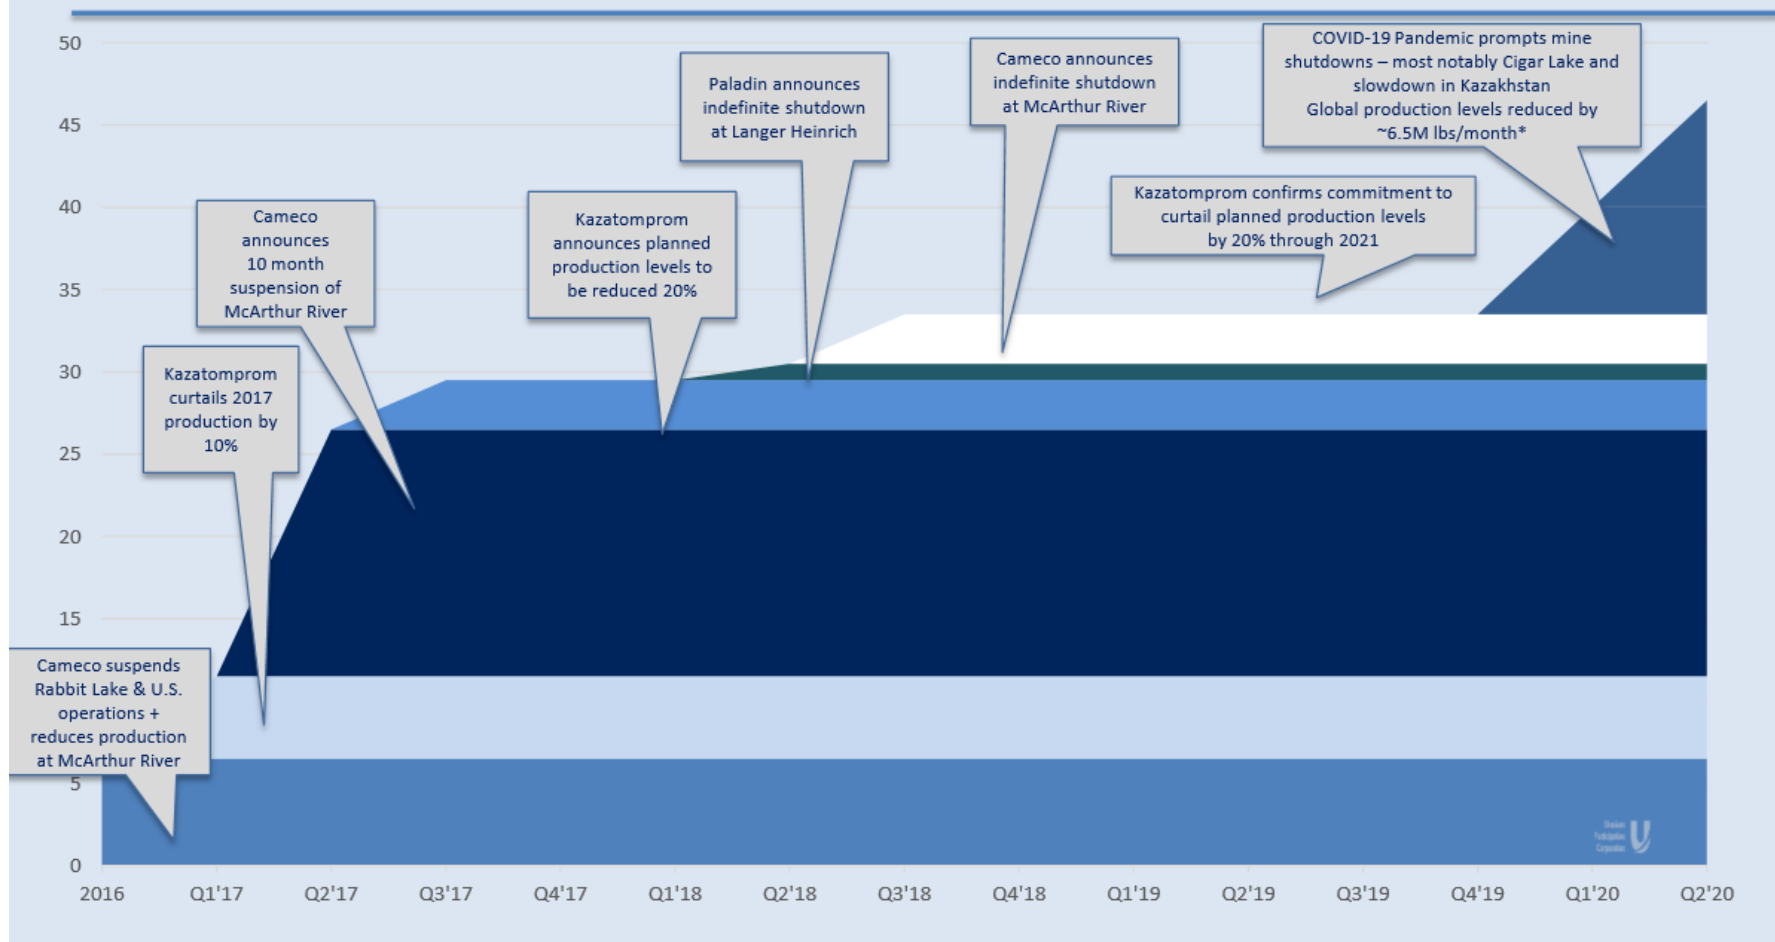 50
45
40
35
30
25
20
15
5
0
Cameco suspends
Rabbit Lake & U.S.
operations +
reduces production
at McArthur River
Kazatomprom
curtails 2017
production by
10%
Cameco
announces
10 month
suspension of
McArthur River
Kazatomprom
announces planned
production levels to
be reduced 20%
Paladin announces
indefinite shutdown
at Langer Heinrich
Cameco announces
indefinite shutdown
at McArthur River
Kazatomprom confirms commitment to
curtail planned production levels
by 20% through 2021
COVID-19 Pandemic prompts mine
shutdowns – most notably Cigar Lake and
slowdown in Kazakhstan
Global production levels reduced by
~6.5M lbs/month*
Uranium
Participation
Corporation
2016 Q1'17 Q2'17 Q3'17 Q4'17 Q1'18 Q2'18 Q3'18 Q4'18 Q1'19 Q2'19 Q3'19 Q4'19 Q1'20 Q2'20